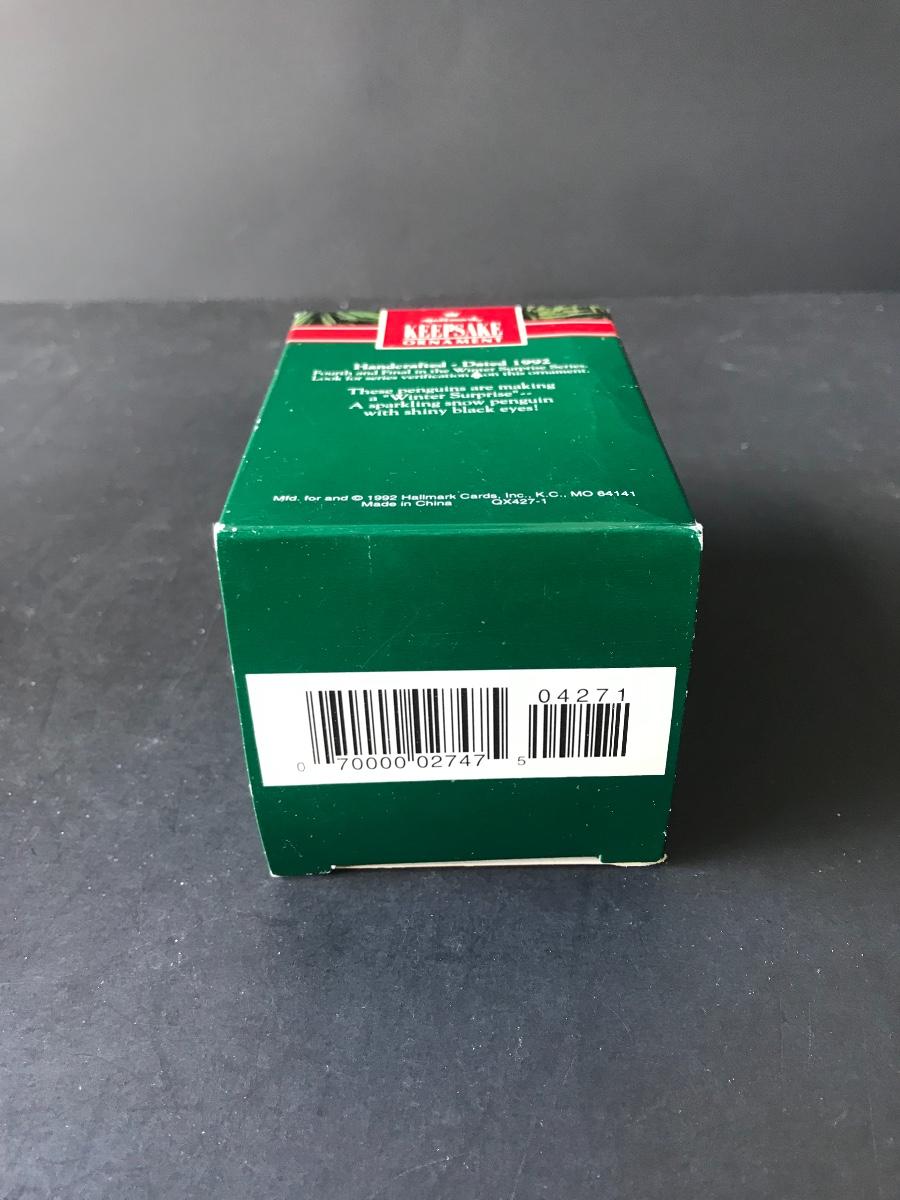 Hallmark
KEEPSAKE
ORNAMENT
Handcrafted - Dated 1992
Fourth and Final in the Winter Surprise Series.
Look for series verification on this ornament.
These penguins are making
a "Winter Surprise"--
A sparkling snow penguin
with shiny black eyes!
Mfd. for and © 1992 Hallmark Cards, Inc., K.C., MO 64141
Made in China QX427-1
04271
0 70000 02747 5